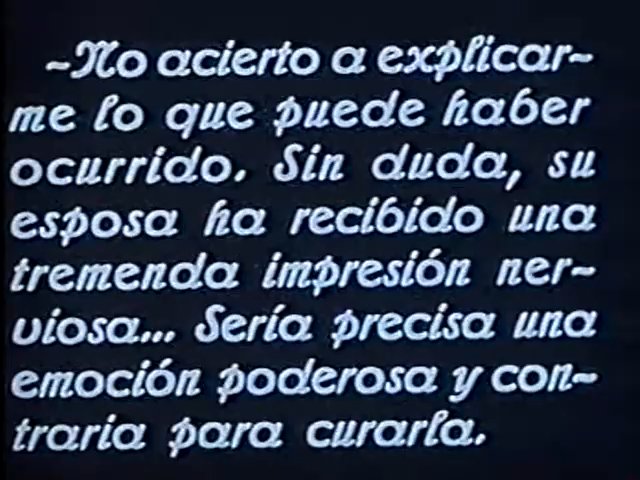 -No acierto a explicar-
me lo que puede haber
ocurrido. Sin duda, su
esposa ha recibido una
tremenda impresión ner-
viosa... Sería precisa una
emoción poderosa y con-
traria para curarla.